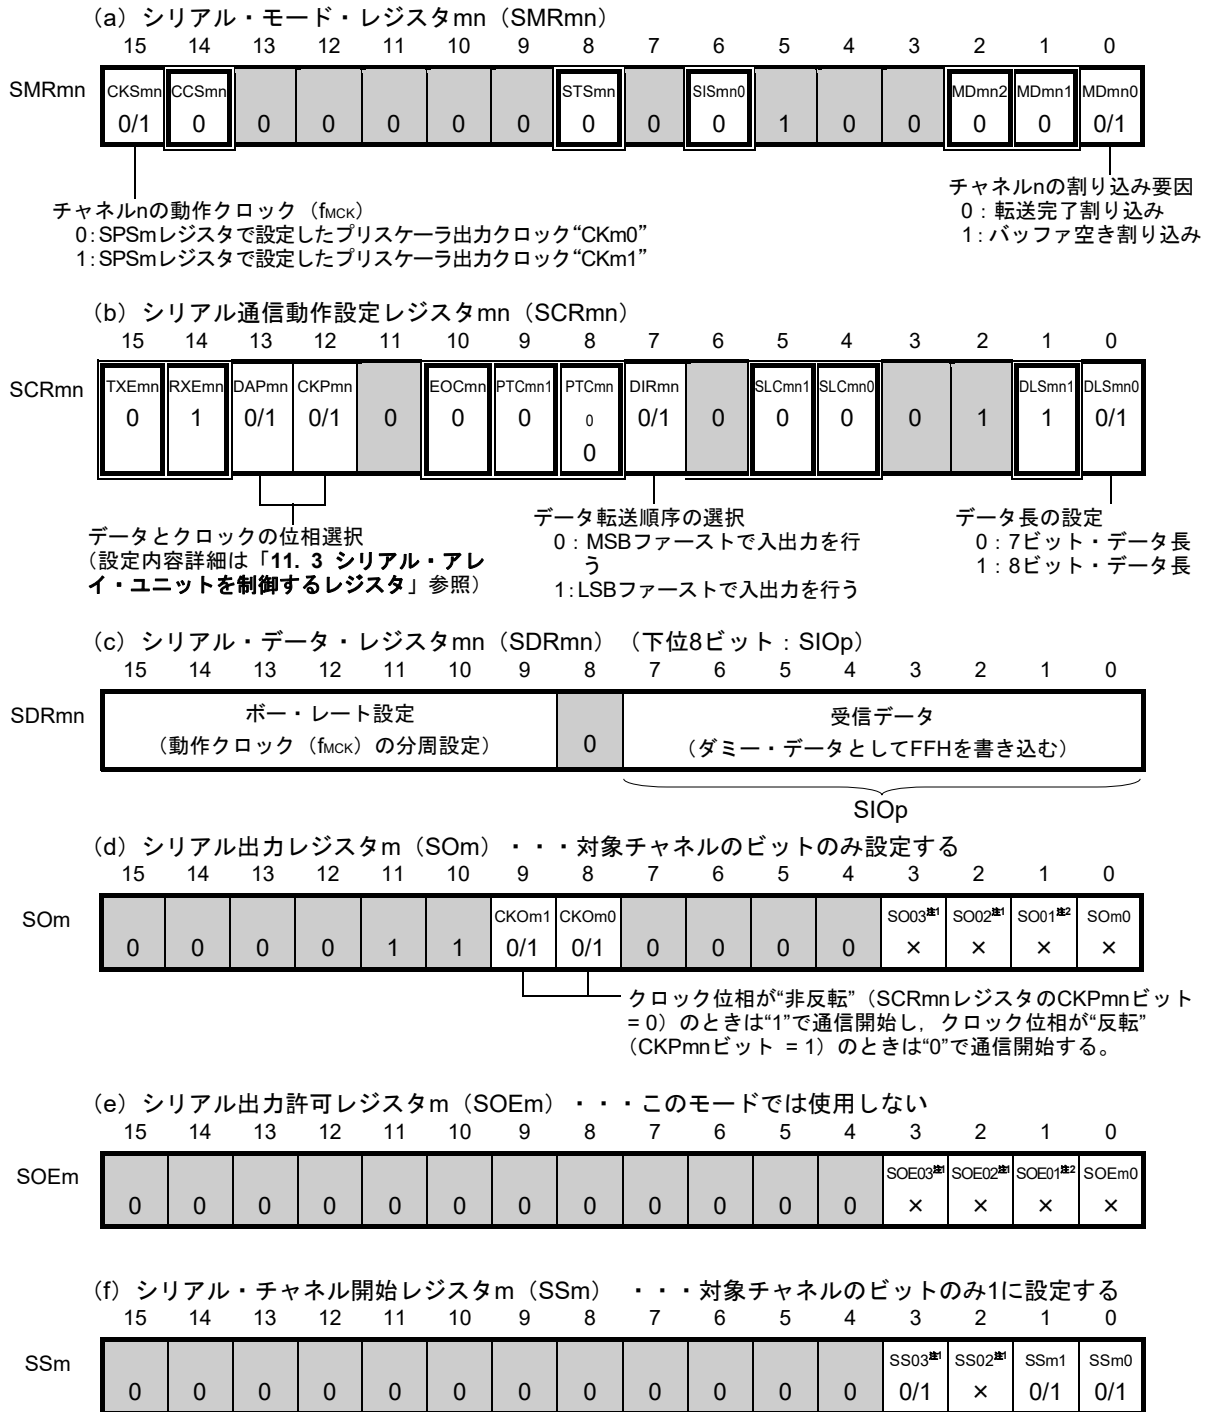 (a) シリアル・モード・レジスタmn（SMRmn）
15 14 13 12 11 10 9 8 7 6 5 4 3 2 1 0
SMRmn CKSmn CCSmn STSmn SISmn0 MDmn2 MDmn1 MDmn0
0/1 0 0 0 0 0 0 0 0 0 1 0 0 0 0 0/1
チャネルnの動作クロック（fMCK）
0：SPSmレジスタで設定したプリスケーラ出力クロック“CKm0”
1：SPSmレジスタで設定したプリスケーラ出力クロック“CKm1”
チャネルnの割り込み要因
0：転送完了割り込み
1：バッファ空き割り込み
(b) シリアル通信動作設定レジスタmn（SCRmn）
15 14 13 12 11 10 9 8 7 6 5 4 3 2 1 0
SCRmn TXEmn RXEmn DAPmn CKPmn EOCmn PTCmn1 PTCmn DIRmn SLCmn1 SLCmn0 DLSmn1 DLSmn0
0 1 0/1 0/1 0 0 0 0 0/1 0 0 0 0 1 1 0/1
0
データとクロックの位相選択
（設定内容詳細は「11. 3 シリアル・アレ
イ・ユニットを制御するレジスタ」参照）
データ転送順序の選択
0：MSBファーストで入出力を行
う
1：LSBファーストで入出力を行う
データ長の設定
0：7ビット・データ長
1：8ビット・データ長
(c) シリアル・データ・レジスタmn（SDRmn）（下位8ビット：SIOp）
15 14 13 12 11 10 9 8 7 6 5 4 3 2 1 0
SDRmn ボー・レート設定
（動作クロック（fMCK）の分周設定） 0 受信データ
（ダミー・データとしてFFHを書き込む）
SIOp
(d) シリアル出力レジスタm（SOm）・・・対象チャネルのビットのみ設定する
15 14 13 12 11 10 9 8 7 6 5 4 3 2 1 0
SOm CKOm1 CKOm0 SO03注1 SO02注1 SO01注2 SOm0
0 0 0 0 1 1 0/1 0/1 0 0 0 0 × × × ×
クロック位相が“非反転”（SCRmnレジスタのCKPmnビット
= 0）のときは“1”で通信開始し，クロック位相が“反転”
（CKPmnビット = 1）のときは“0”で通信開始する。
(e) シリアル出力許可レジスタm（SOEm）・・・このモードでは使用しない
15 14 13 12 11 10 9 8 7 6 5 4 3 2 1 0
SOEm SOE03注1 SOE02注1 SOE01注2 SOEm0
0 0 0 0 0 0 0 0 0 0 0 0 × × × ×
(f) シリアル・チャネル開始レジスタm（SSm） ・・・対象チャネルのビットのみ1に設定する
15 14 13 12 11 10 9 8 7 6 5 4 3 2 1 0
SSm SS03注1 SS02注1 SSm1 SSm0
0 0 0 0 0 0 0 0 0 0 0 0 0/1 × 0/1 0/1